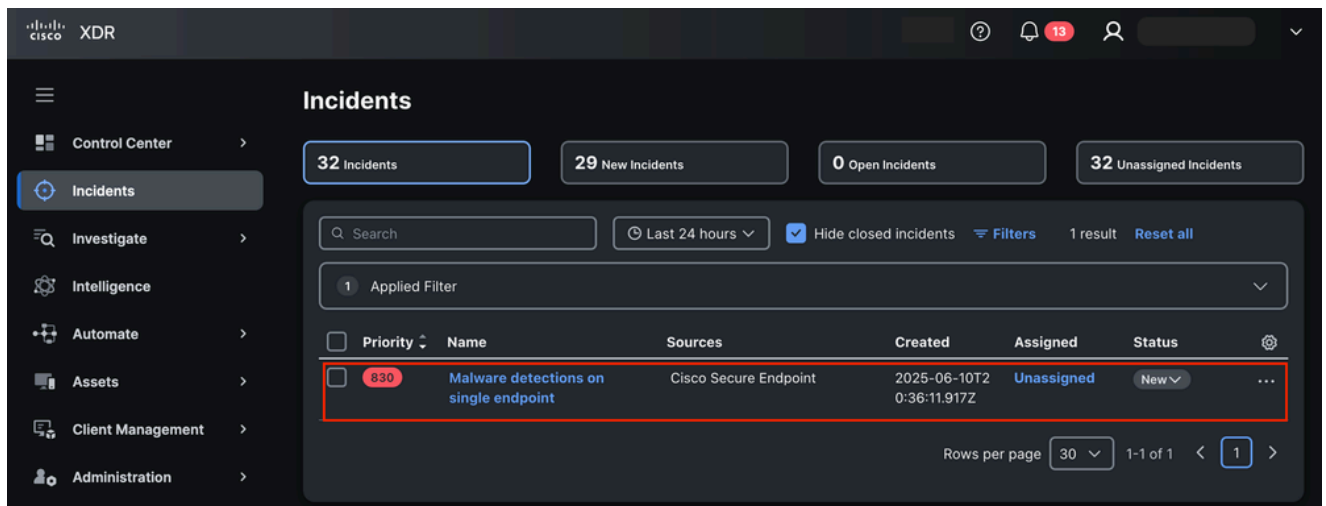 cisco XDR
13
Incidents
Control Center
Incidents
Investigate
Intelligence
Automate
Assets
Client Management
Administration
32 Incidents
29 New Incidents
0 Open Incidents
32 Unassigned Incidents
Search
Last 24 hours
Hide closed incidents
Filters
1 result
Reset all
1 Applied Filter
Priority Name Sources Created Assigned Status
830 Malware detections on Cisco Secure Endpoint 2025-06-10T2 Unassigned New
single endpoint 0:36:11.917Z
Rows per page 30 1-1 of 1 1